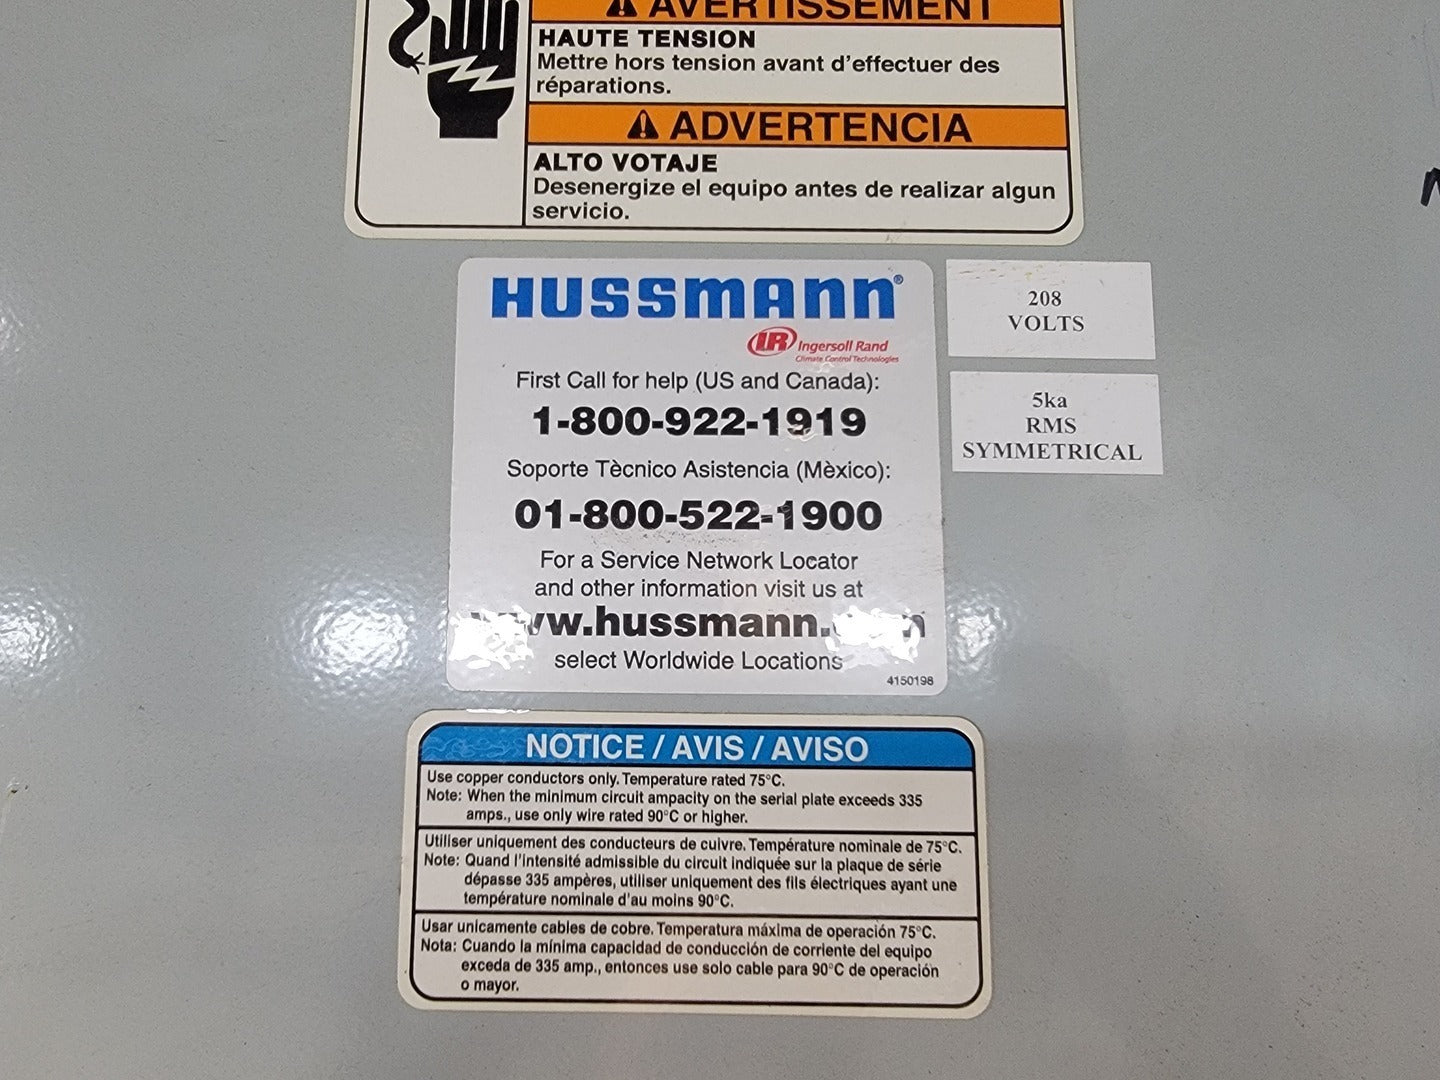 AVERTISSEMENT
HAUTE TENSION
Mettre hors tension avant d'effectuer des
réparations.
ADVERTENCIA
ALTO VOTAJE
Desenergize el equipo antes de realizar algun
servicio.
HUSSMANN®
IR Ingersoll Rand
Climate Control Technologies
First Call for help (US and Canada):
1-800-922-1919
Soporte Tècnico Asistencia (Mèxico):
01-800-522-1900
For a Service Network Locator
and other information visit us at
www.hussmann.com
select Worldwide Locations
4150198
208
VOLTS
5ka
RMS
SYMMETRICAL
NOTICE / AVIS / AVISO
Use copper conductors only. Temperature rated 75°C.
Note: When the minimum circuit ampacity on the serial plate exceeds 335
amps., use only wire rated 90°C or higher.
Utiliser uniquement des conducteurs de cuivre. Température nominale de 75°C.
Note: Quand l'intensité admissible du circuit indiquée sur la plaque de série
dépasse 335 ampères, utiliser uniquement des fils électriques ayant une
température nominale d'au moins 90°C.
Usar unicamente cables de cobre. Temperatura máxima de operación 75°C.
Nota: Cuando la mínima capacidad de conducción de corriente del equipo
exceda de 335 amp., entonces use solo cable para 90°C de operación
o mayor.